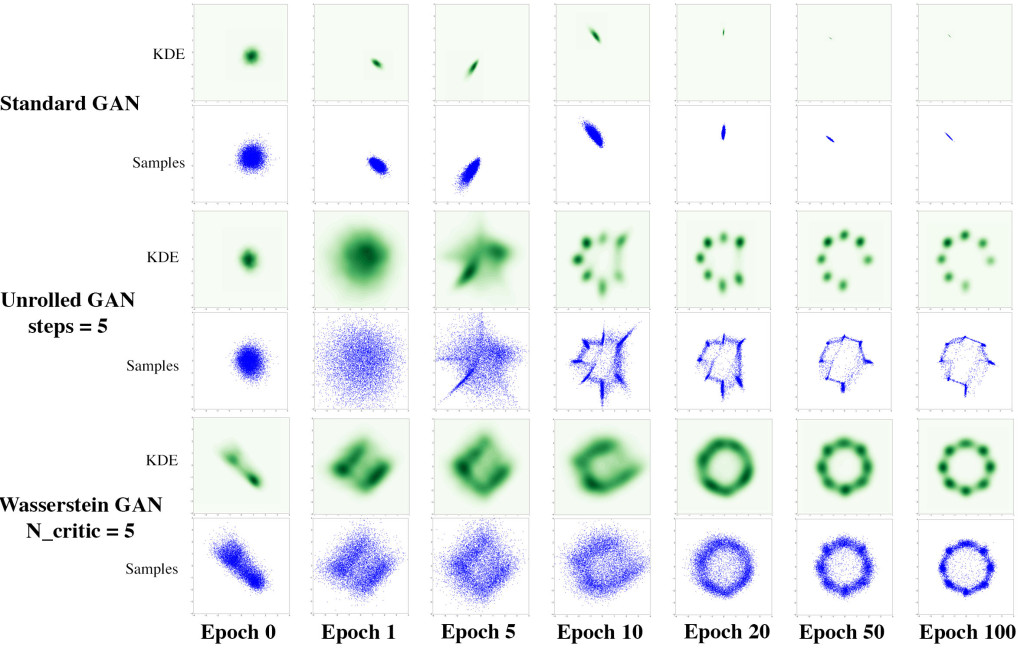 KDE
Standard GAN
Samples
KDE
Unrolled GAN
steps = 5
Samples
KDE
Wasserstein GAN
N_critic = 5
Samples
Epoch 0 Epoch 1 Epoch 5 Epoch 10 Epoch 20 Epoch 50 Epoch 100